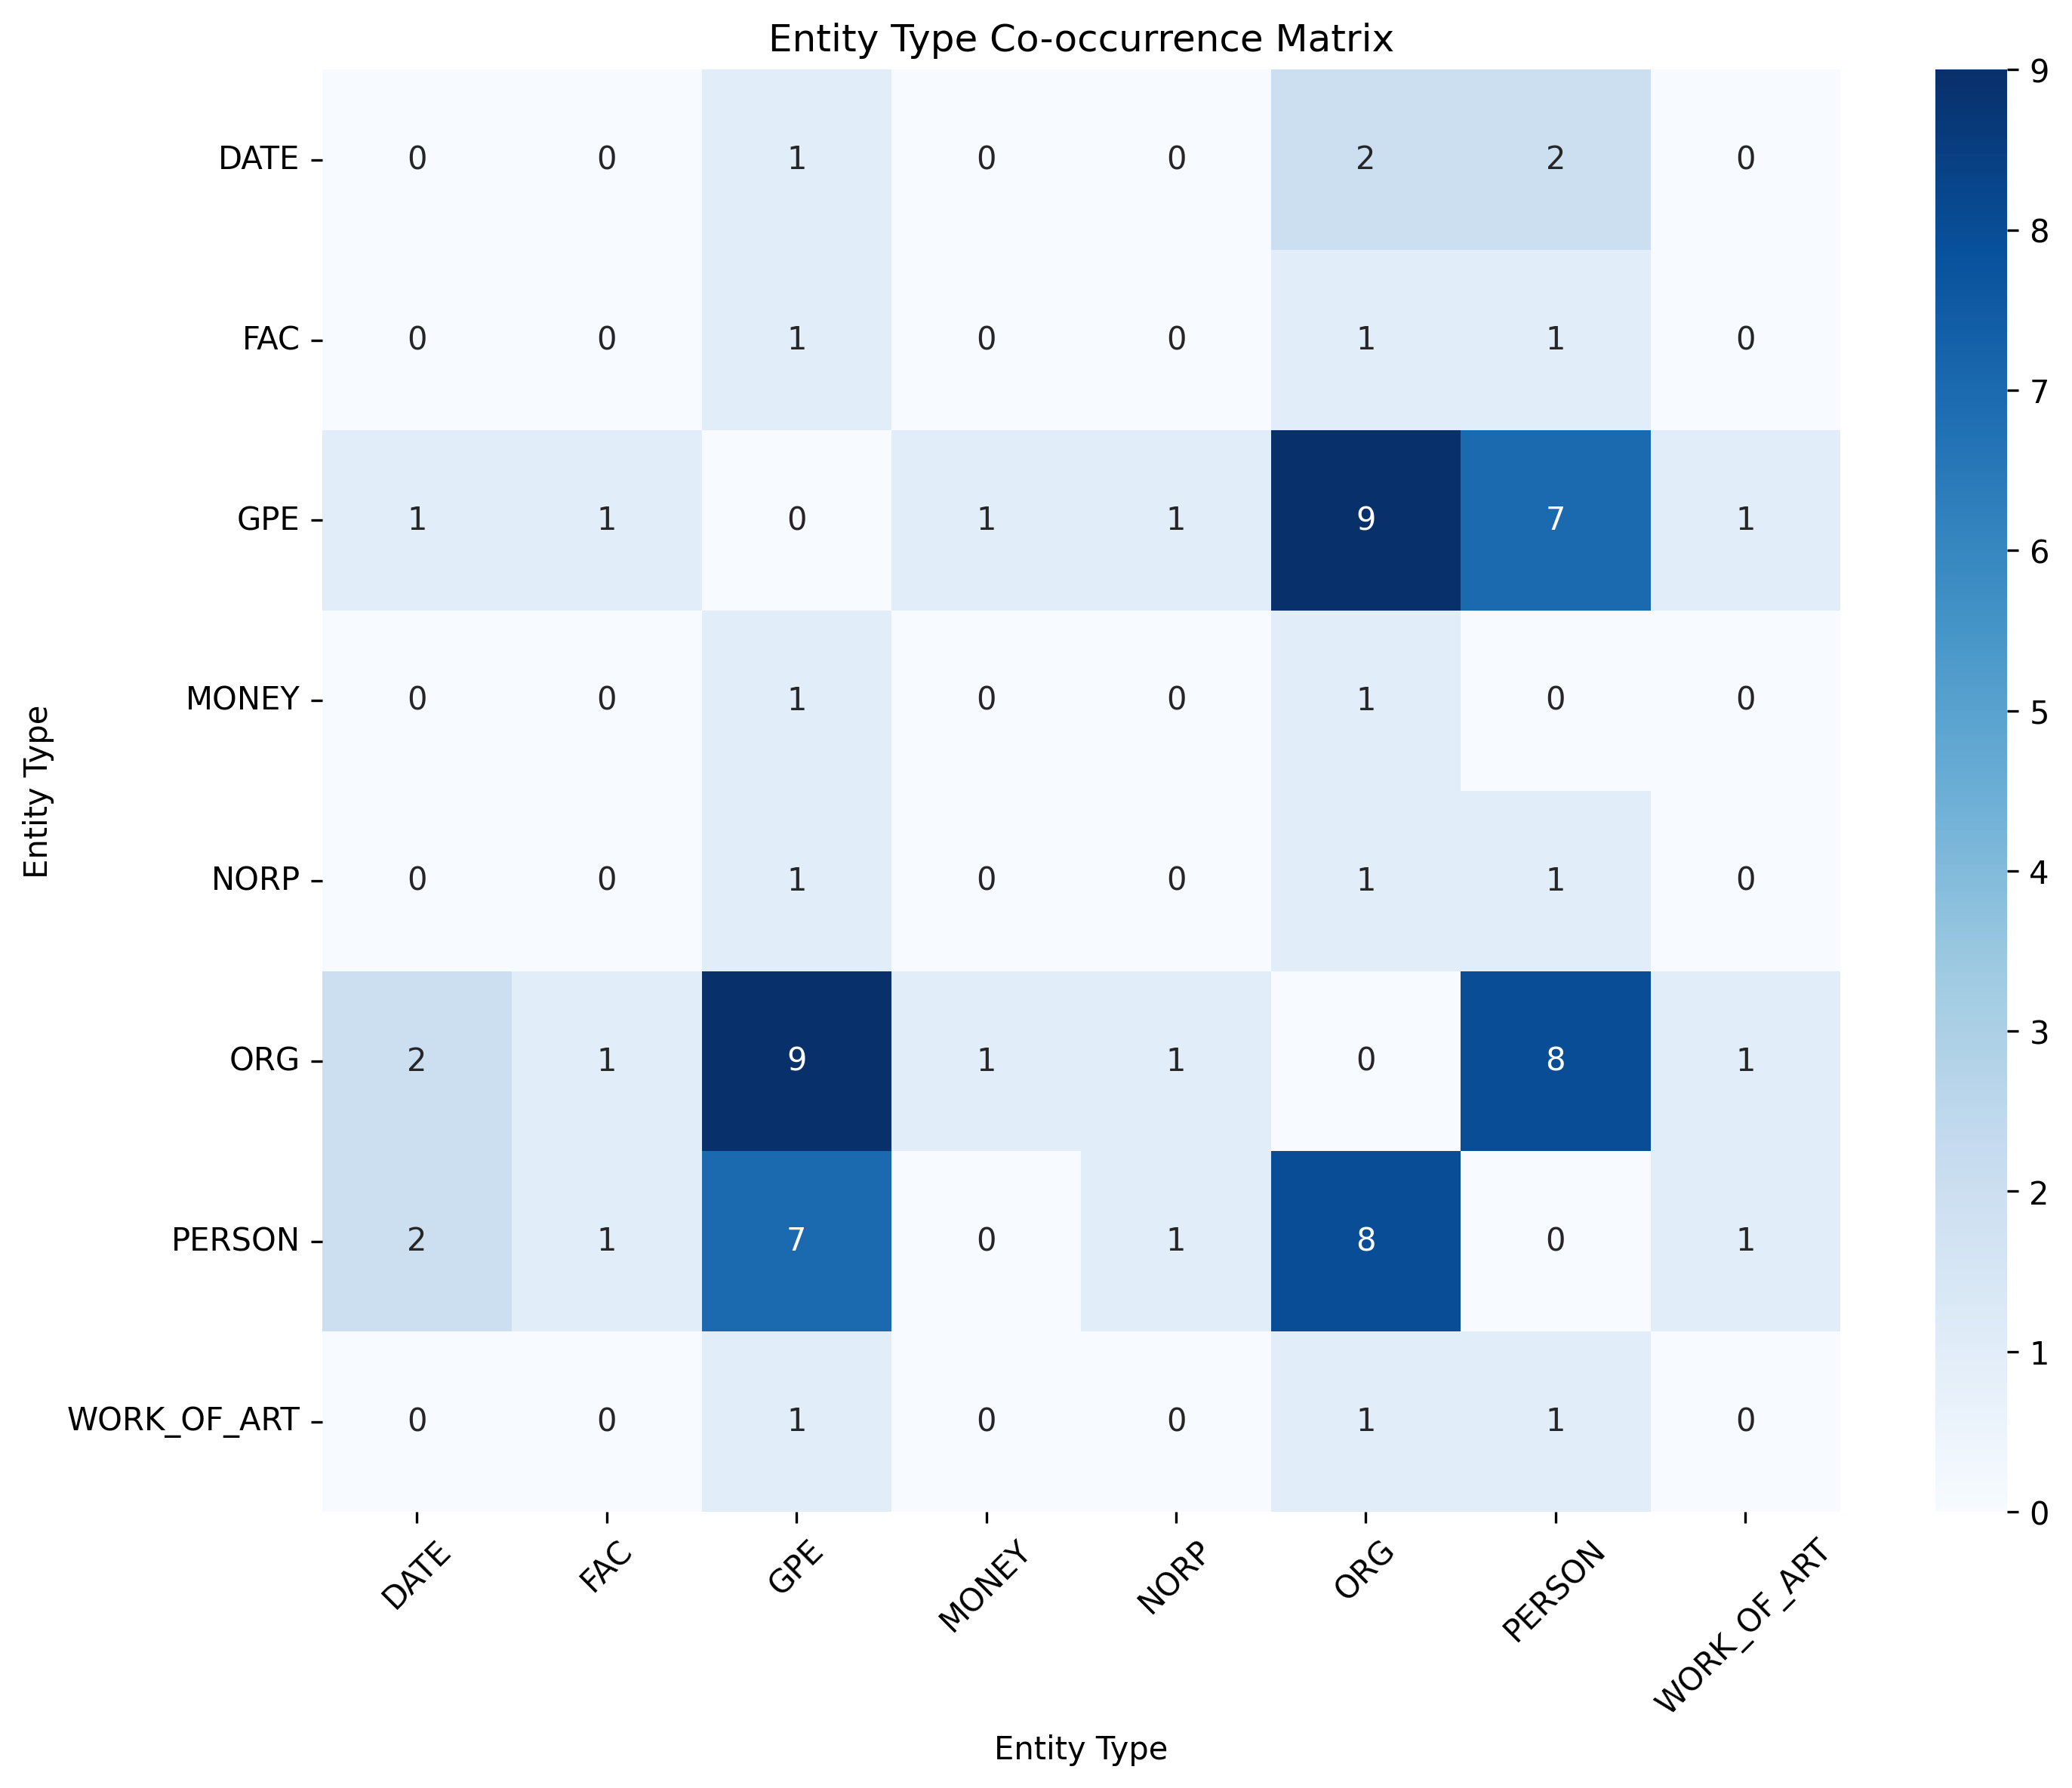 Entity Type Co-occurrence Matrix
9
DATE 0 0 1 0 0 2 2 0
8
FAC 0 0 1 0 0 1 1 0
7
GPE 1 1 0 1 1 9 7 1
6
MONEY 0 0 1 0 0 1 0 0
5
Entity Type
4
NORP 0 0 1 0 0 1 1 0
3
ORG 2 1 9 1 1 0 8 1
2
PERSON 2 1 7 0 1 8 0 1
1
WORK_OF_ART 0 0 1 0 0 1 1 0
0
DATE FAC GPE MONEY NORP ORG PERSON WORK_OF_ART
Entity Type